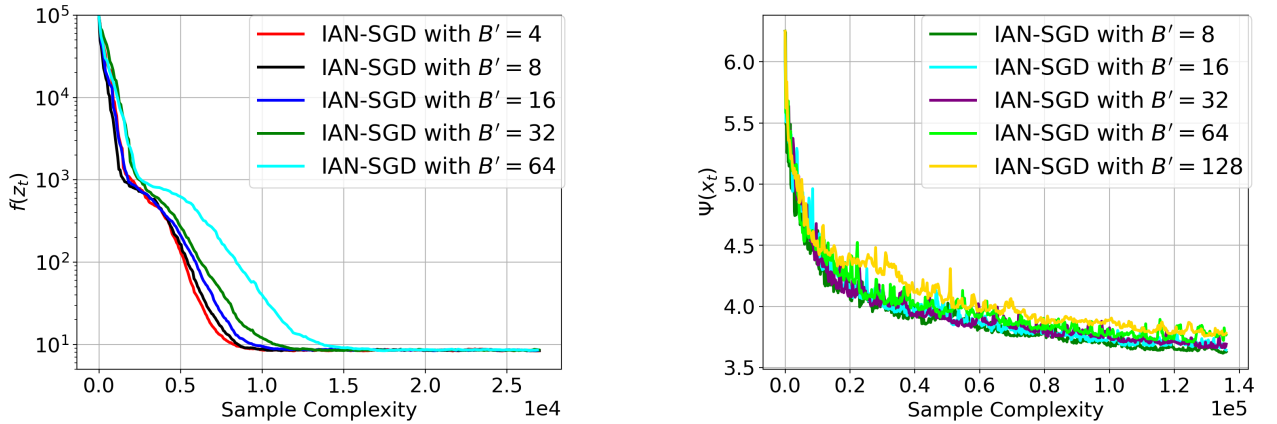 10^5
10^4
10^3
10^2
10^1
f(z_t)
IAN-SGD with B′ = 4
IAN-SGD with B′ = 8
IAN-SGD with B′ = 16
IAN-SGD with B′ = 32
IAN-SGD with B′ = 64
0.0 0.5 1.0 1.5 2.0 2.5
Sample Complexity
1e4
6.0
5.5
5.0
4.5
4.0
3.5
Ψ(x_t)
IAN-SGD with B′ = 8
IAN-SGD with B′ = 16
IAN-SGD with B′ = 32
IAN-SGD with B′ = 64
IAN-SGD with B′ = 128
0.0 0.2 0.4 0.6 0.8 1.0 1.2 1.4
Sample Complexity
1e5